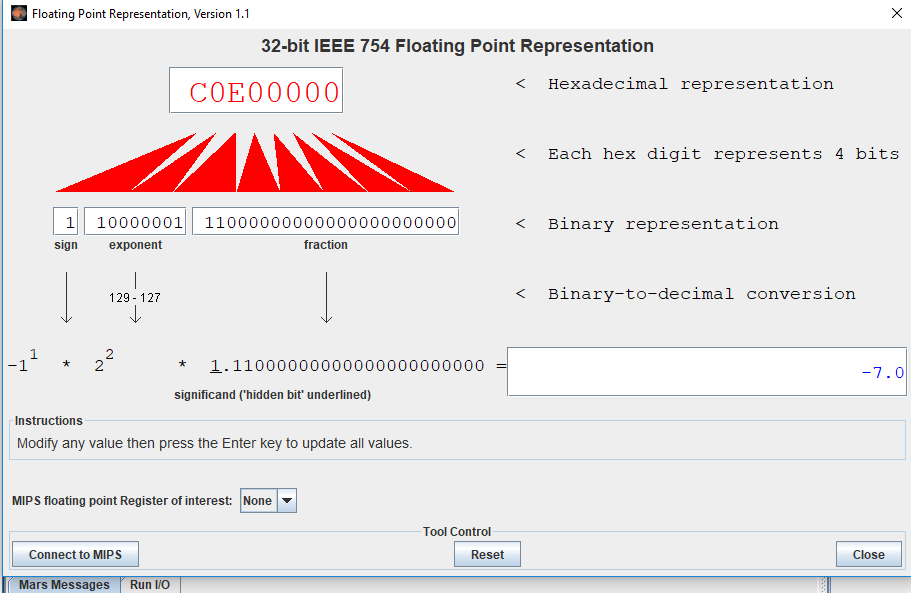 Floating Point Representation, Version 1.1
32-bit IEEE 754 Floating Point Representation
C0E00000
< Hexadecimal representation
< Each hex digit represents 4 bits
1 10000001 11000000000000000000000
< Binary representation
sign exponent fraction
129 - 127
< Binary-to-decimal conversion
-1^1 * 2^2 * 1.11000000000000000000000 = -7.0
significand ('hidden bit' underlined)
Instructions
Modify any value then press the Enter key to update all values.
MIPS floating point Register of interest: None
Tool Control
Connect to MIPS Reset Close
Mars Messages Run I/O